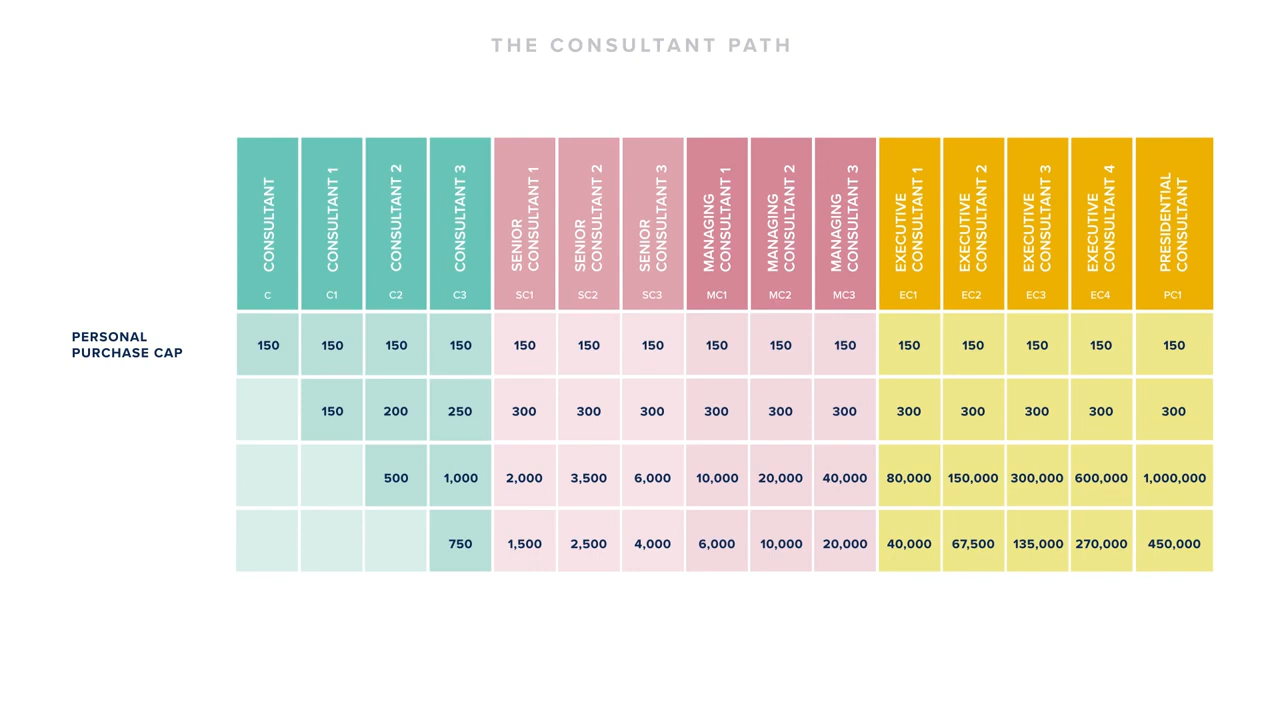 THE CONSULTANT PATH
CONSULTANT
CONSULTANT 1
CONSULTANT 2
CONSULTANT 3
SENIOR
CONSULTANT 1
SENIOR
CONSULTANT 2
SENIOR
CONSULTANT 3
MANAGING
CONSULTANT 1
MANAGING
CONSULTANT 2
MANAGING
CONSULTANT 3
EXECUTIVE
CONSULTANT 1
EXECUTIVE
CONSULTANT 2
EXECUTIVE
CONSULTANT 3
EXECUTIVE
CONSULTANT 4
PRESIDENTIAL
CONSULTANT
C C1 C2 C3 SC1 SC2 SC3 MC1 MC2 MC3 EC1 EC2 EC3 EC4 PC1
PERSONAL
PURCHASE CAP
150 150 150 150 150 150 150 150 150 150 150 150 150 150 150
150 200 250 300 300 300 300 300 300 300 300 300 300 300
500 1,000 2,000 3,500 6,000 10,000 20,000 40,000 80,000 150,000 300,000 600,000 1,000,000
750 1,500 2,500 4,000 6,000 10,000 20,000 40,000 67,500 135,000 270,000 450,000